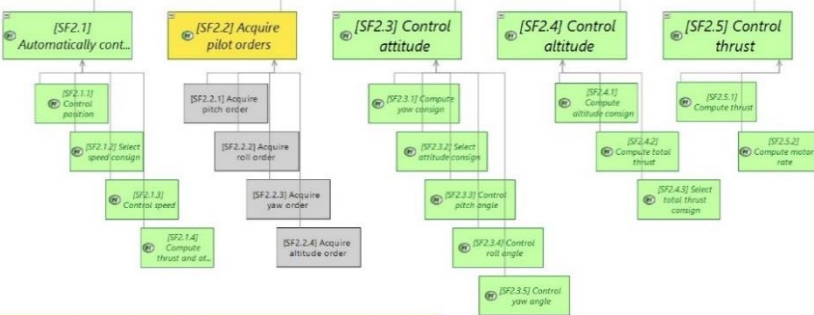 [SF2.1]
Automatically cont...
[SF2.2] Acquire
pilot orders
[SF2.3] Control
attitude
[SF2.4] Control
altitude
[SF2.5] Control
thrust
[SF2.1.1]
Control
position
[SF2.1.2] Select
speed consign
[SF2.1.3]
Control speed
[SF2.1.4]
Compute
thrust and at...
[SF2.2.1] Acquire
pitch order
[SF2.2.2] Acquire
roll order
[SF2.2.3] Acquire
yaw order
[SF2.2.4] Acquire
altitude order
[SF2.3.1] Compute
yaw consign
[SF2.3.2] Select
attitude consign
[SF2.3.3] Control
pitch angle
[SF2.3.4] Control
roll angle
[SF2.3.5] Control
yaw angle
[SF2.4.1]
Compute
altitude consign
[SF2.4.2]
Compute total
thrust
[SF2.4.3] Select
total thrust
consign
[SF2.5.1]
Compute thrust
[SF2.5.2]
Compute motor
rate